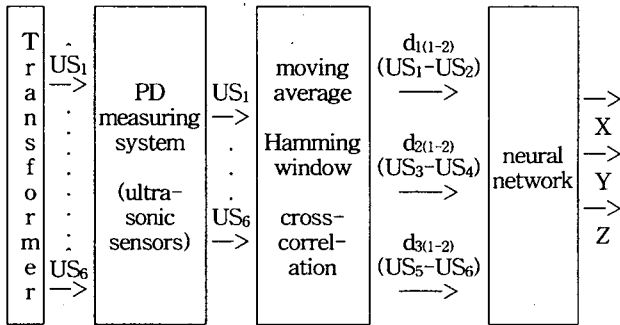 Transformer
US₁
US₆
PD
measuring
system
(ultra-
sonic
sensors)
US₁
US₆
moving
average
Hamming
window
cross-
correl-
ation
d₁₍₁₋₂₎
(US₁-US₂)
d₂₍₁₋₂₎
(US₃-US₄)
d₃₍₁₋₂₎
(US₅-US₆)
neural
network
X
Y
Z